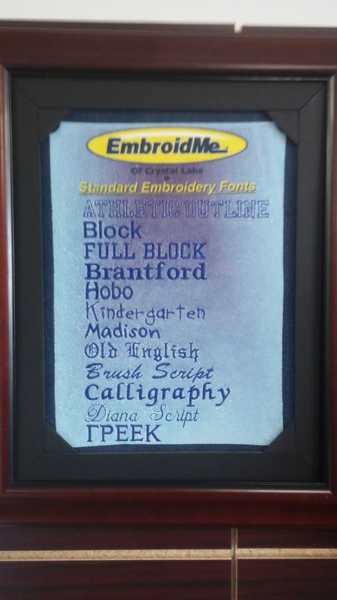 EmbroidMe
Of Crystal Lake
Standard Embroidery Fonts
ATHLETIC OUTLINE
Block
FULL BLOCK
Brantford
Hobo
Kindergarten
Madison
Old English
Brush Script
Calligraphy
Diana Script
ΓΡΕΕΚ